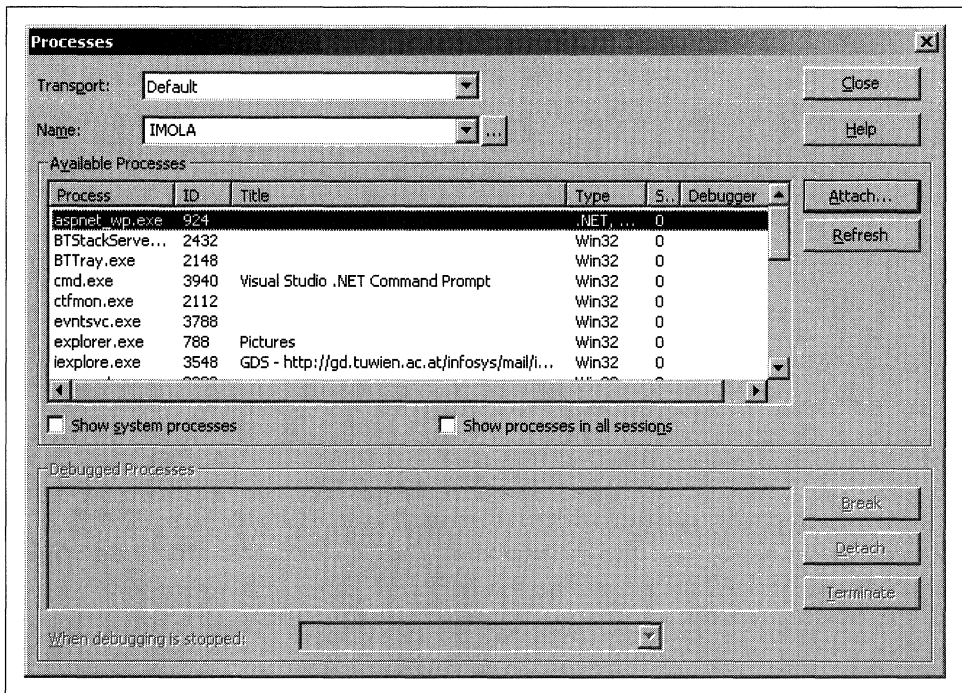 Processes
Transport: Default Close
Name: IMOLA ... Help
Available Processes
Process ID Title Type S.. Debugger Attach...
aspnet_wp.exe 924 .NET, ... 0
BTStackServe... 2432 Win32 0 Refresh
BTTray.exe 2148 Win32 0
cmd.exe 3940 Visual Studio .NET Command Prompt Win32 0
ctfmon.exe 2112 Win32 0
evntsvc.exe 3788 Win32 0
explorer.exe 788 Pictures Win32 0
iexplore.exe 3548 GDS - http://gd.tuwien.ac.at/infosys/mail/i... Win32 0
Show system processes Show processes in all sessions
Debugged Processes
Break
Detach
Terminate
When debugging is stopped: